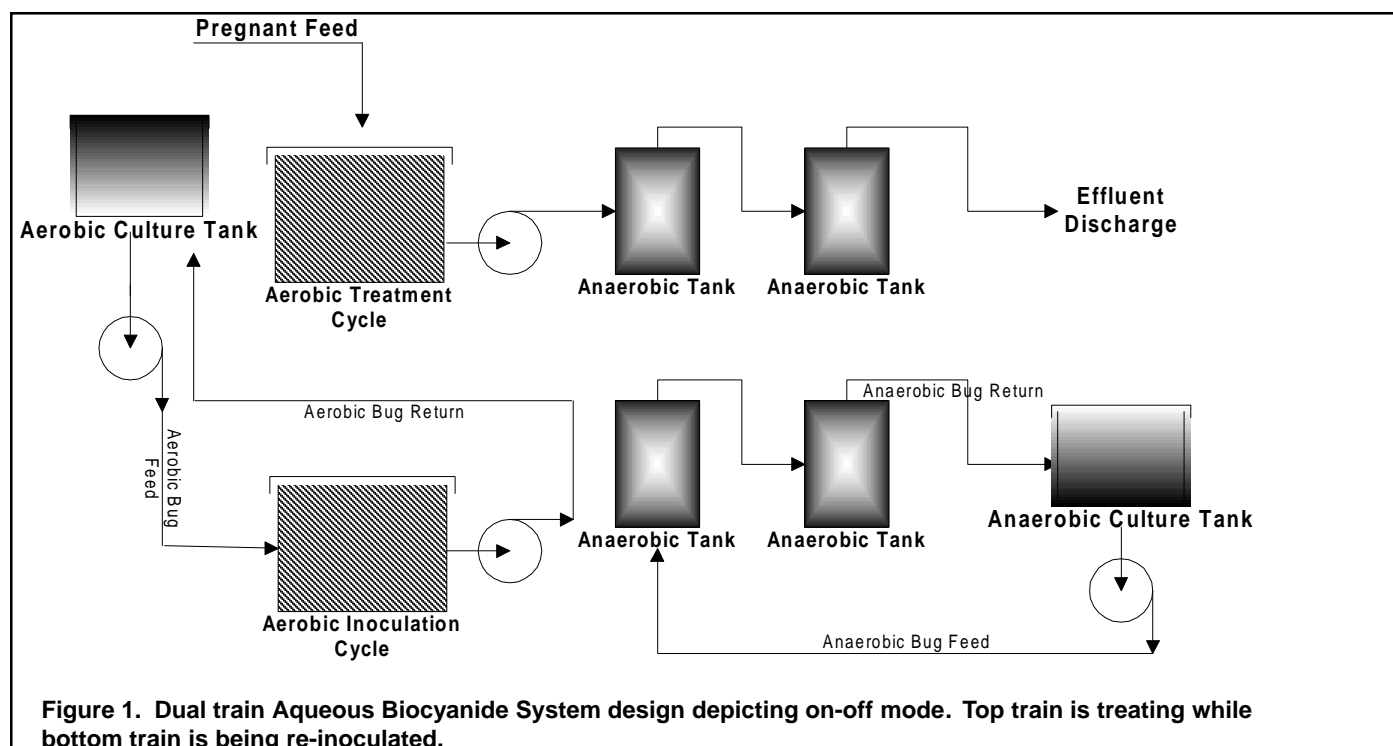 Pregnant Feed
Aerobic Culture Tank
Aerobic Treatment
Cycle
Anaerobic Tank
Anaerobic Tank
Effluent
Discharge
Aerobic Bug Return
Aerobic Bug
Feed
Aerobic Inoculation
Cycle
Anaerobic Tank
Anaerobic Tank
Anaerobic Bug Return
Anaerobic Culture Tank
Anaerobic Bug Feed
Figure 1. Dual train Aqueous Biocyanide System design depicting on-off mode. Top train is treating while
bottom train is being re-inoculated.